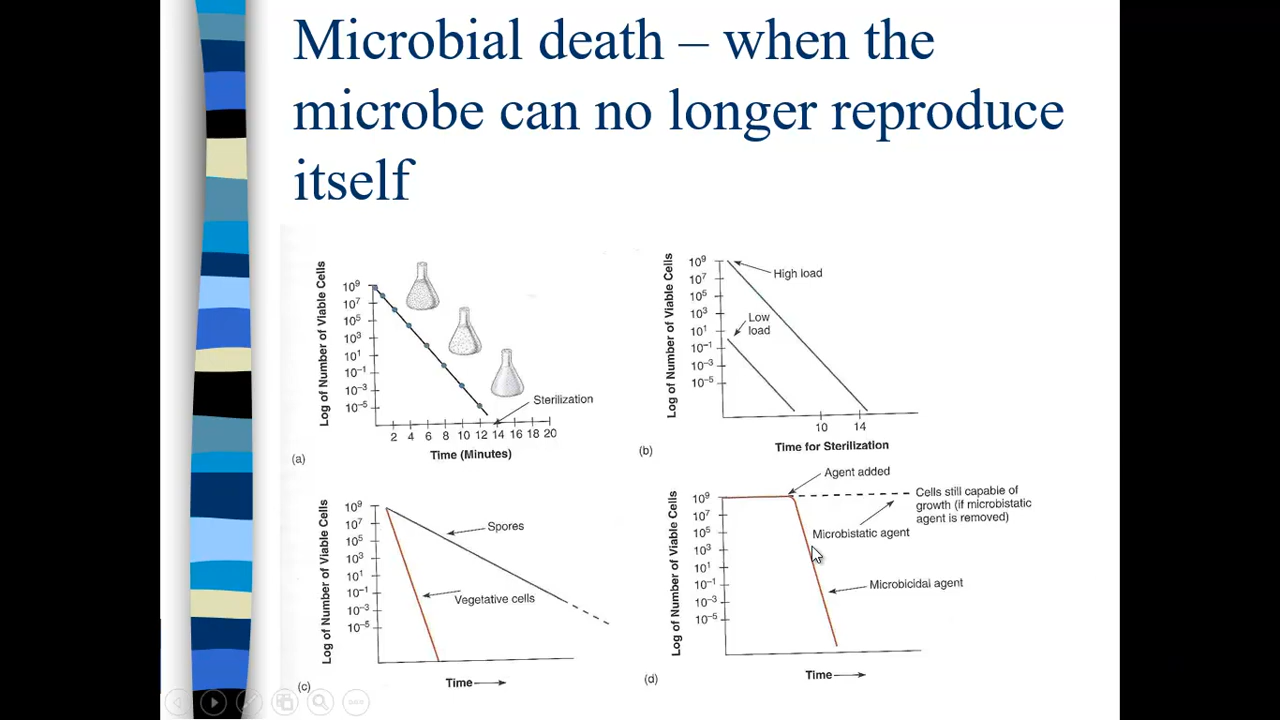 Microbial death – when the
microbe can no longer reproduce
itself
Log of Number of Viable Cells
10⁹
10⁷
10⁵
10³
10¹
10⁻¹
10⁻³
10⁻⁵
Sterilization
2 4 6 8 10 12 14 16 18 20
Time (Minutes)
(a)
Log of Number of Viable Cells
10⁹
10⁷
10⁵
10³
10¹
10⁻¹
10⁻³
10⁻⁵
High load
Low
load
10 14
Time for Sterilization
(b)
Log of Number of Viable Cells
10⁹
10⁷
10⁵
10³
10¹
10⁻¹
10⁻³
10⁻⁵
Spores
Vegetative cells
Time
(c)
Log of Number of Viable Cells
10⁹
10⁷
10⁵
10³
10¹
10⁻¹
10⁻³
10⁻⁵
Agent added
Cells still capable of
growth (if microbistatic
agent is removed)
Microbistatic agent
Microbicidal agent
Time
(d)